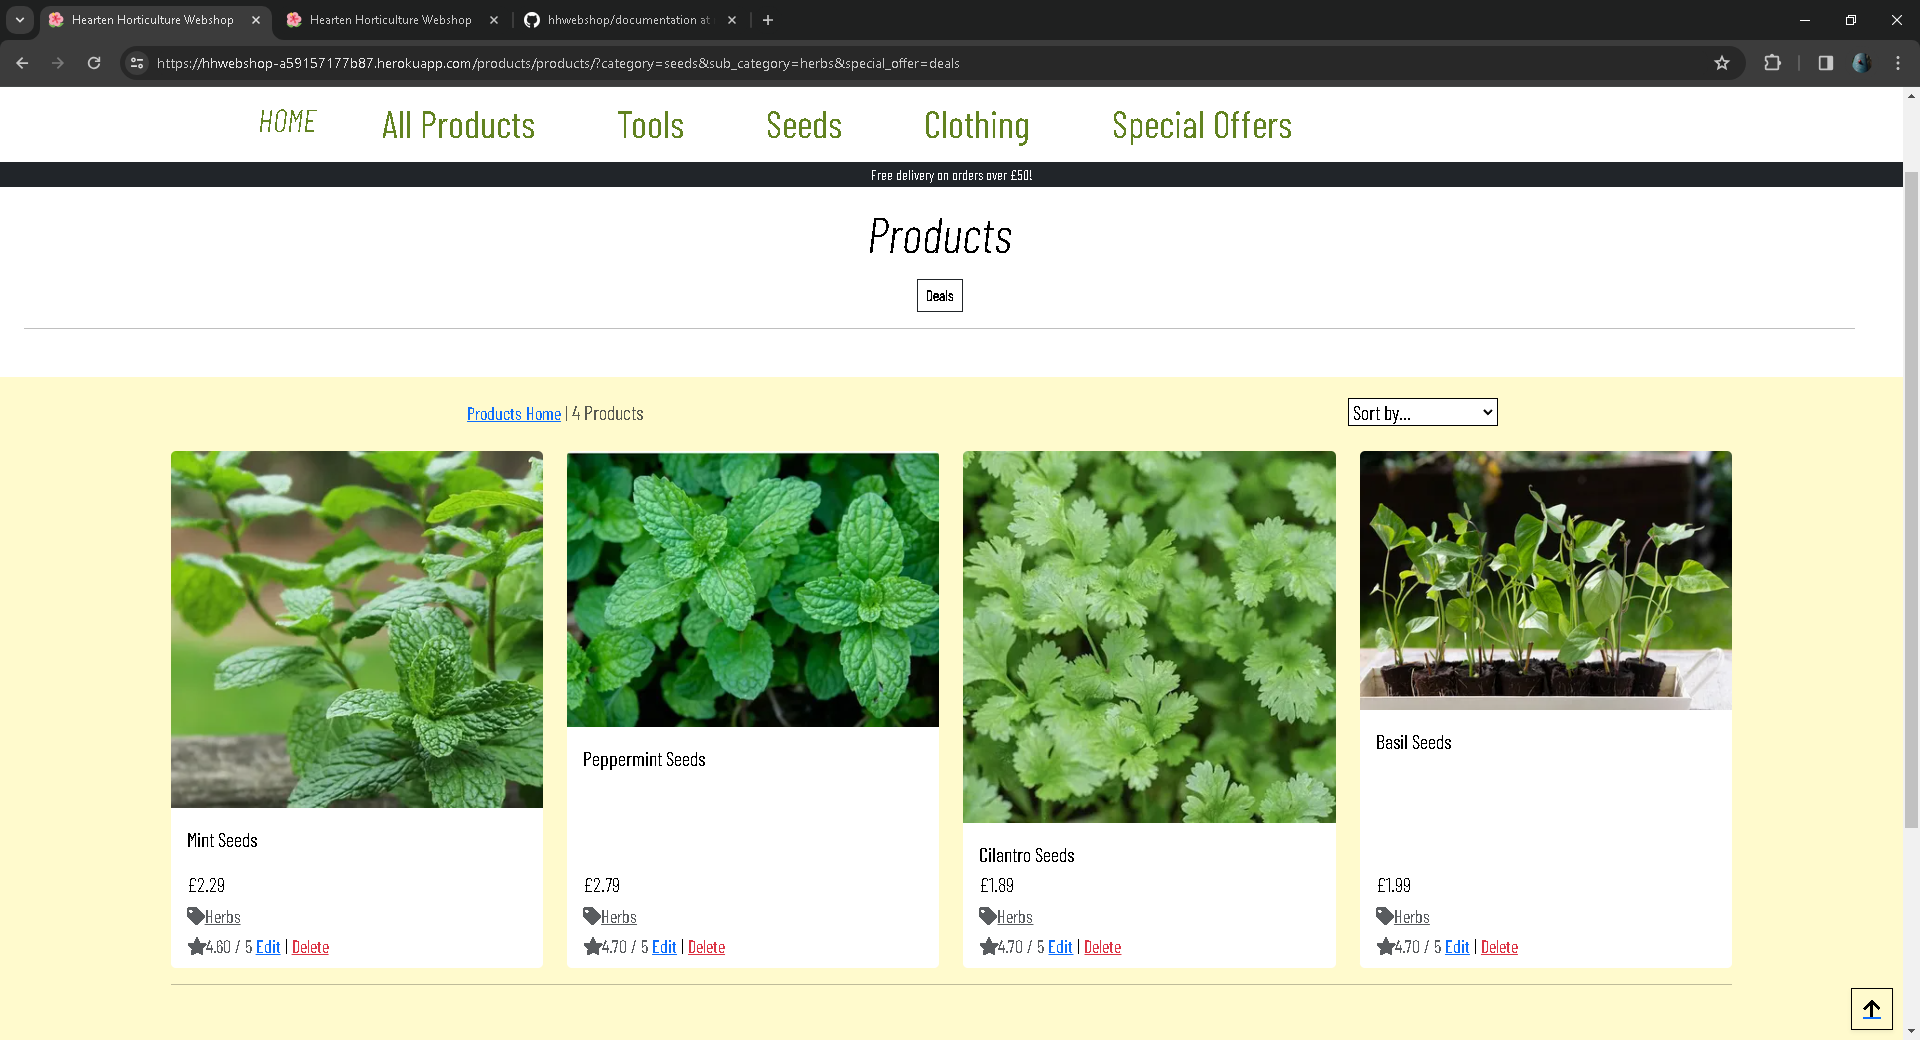 Hearten Horticulture Webshop
Hearten Horticulture Webshop
hhwebshop/documentation at
https://hhwebshop-a59157177b87.herokuapp.com/products/products/?category=seeds&sub_category=herbs&special_offer=deals
HOME All Products Tools Seeds Clothing Special Offers
Free delivery on orders over £50!
Products
Deals
Products Home | 4 Products
Sort by...
Mint Seeds
£2.29
Herbs
4.60 / 5 Edit | Delete
Peppermint Seeds
£2.79
Herbs
4.70 / 5 Edit | Delete
Cilantro Seeds
£1.89
Herbs
4.70 / 5 Edit | Delete
Basil Seeds
£1.99
Herbs
4.70 / 5 Edit | Delete